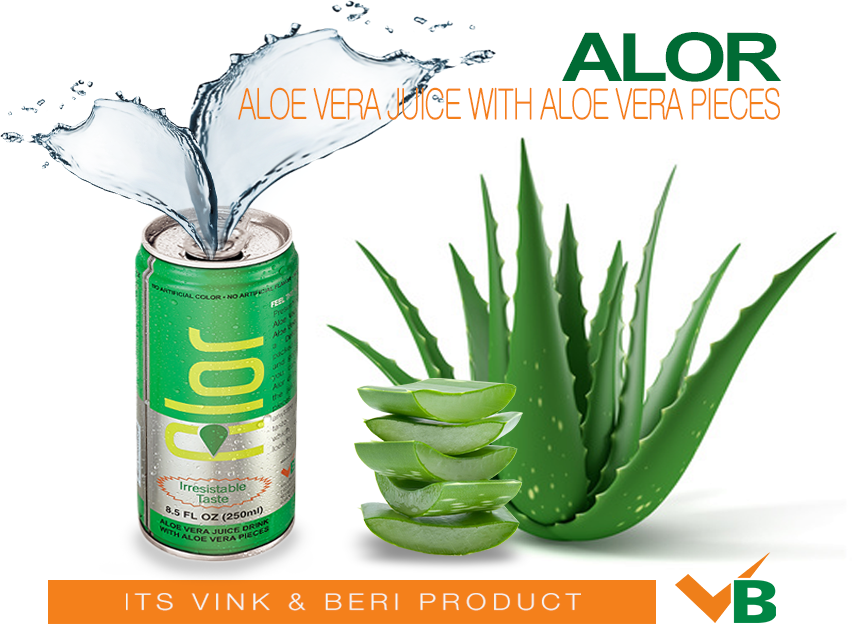 ALOR
ALOE VERA JUICE WITH ALOE VERA PIECES
NO ARTIFICIAL COLOR • NO ARTIFICIAL
FEEL
Alor
Irresistable
Taste
8.5 FL OZ (250ml)
ALOE VERA JUICE DRINK
WITH ALOE VERA PIECES
ITS VINK & BERI PRODUCT
VB